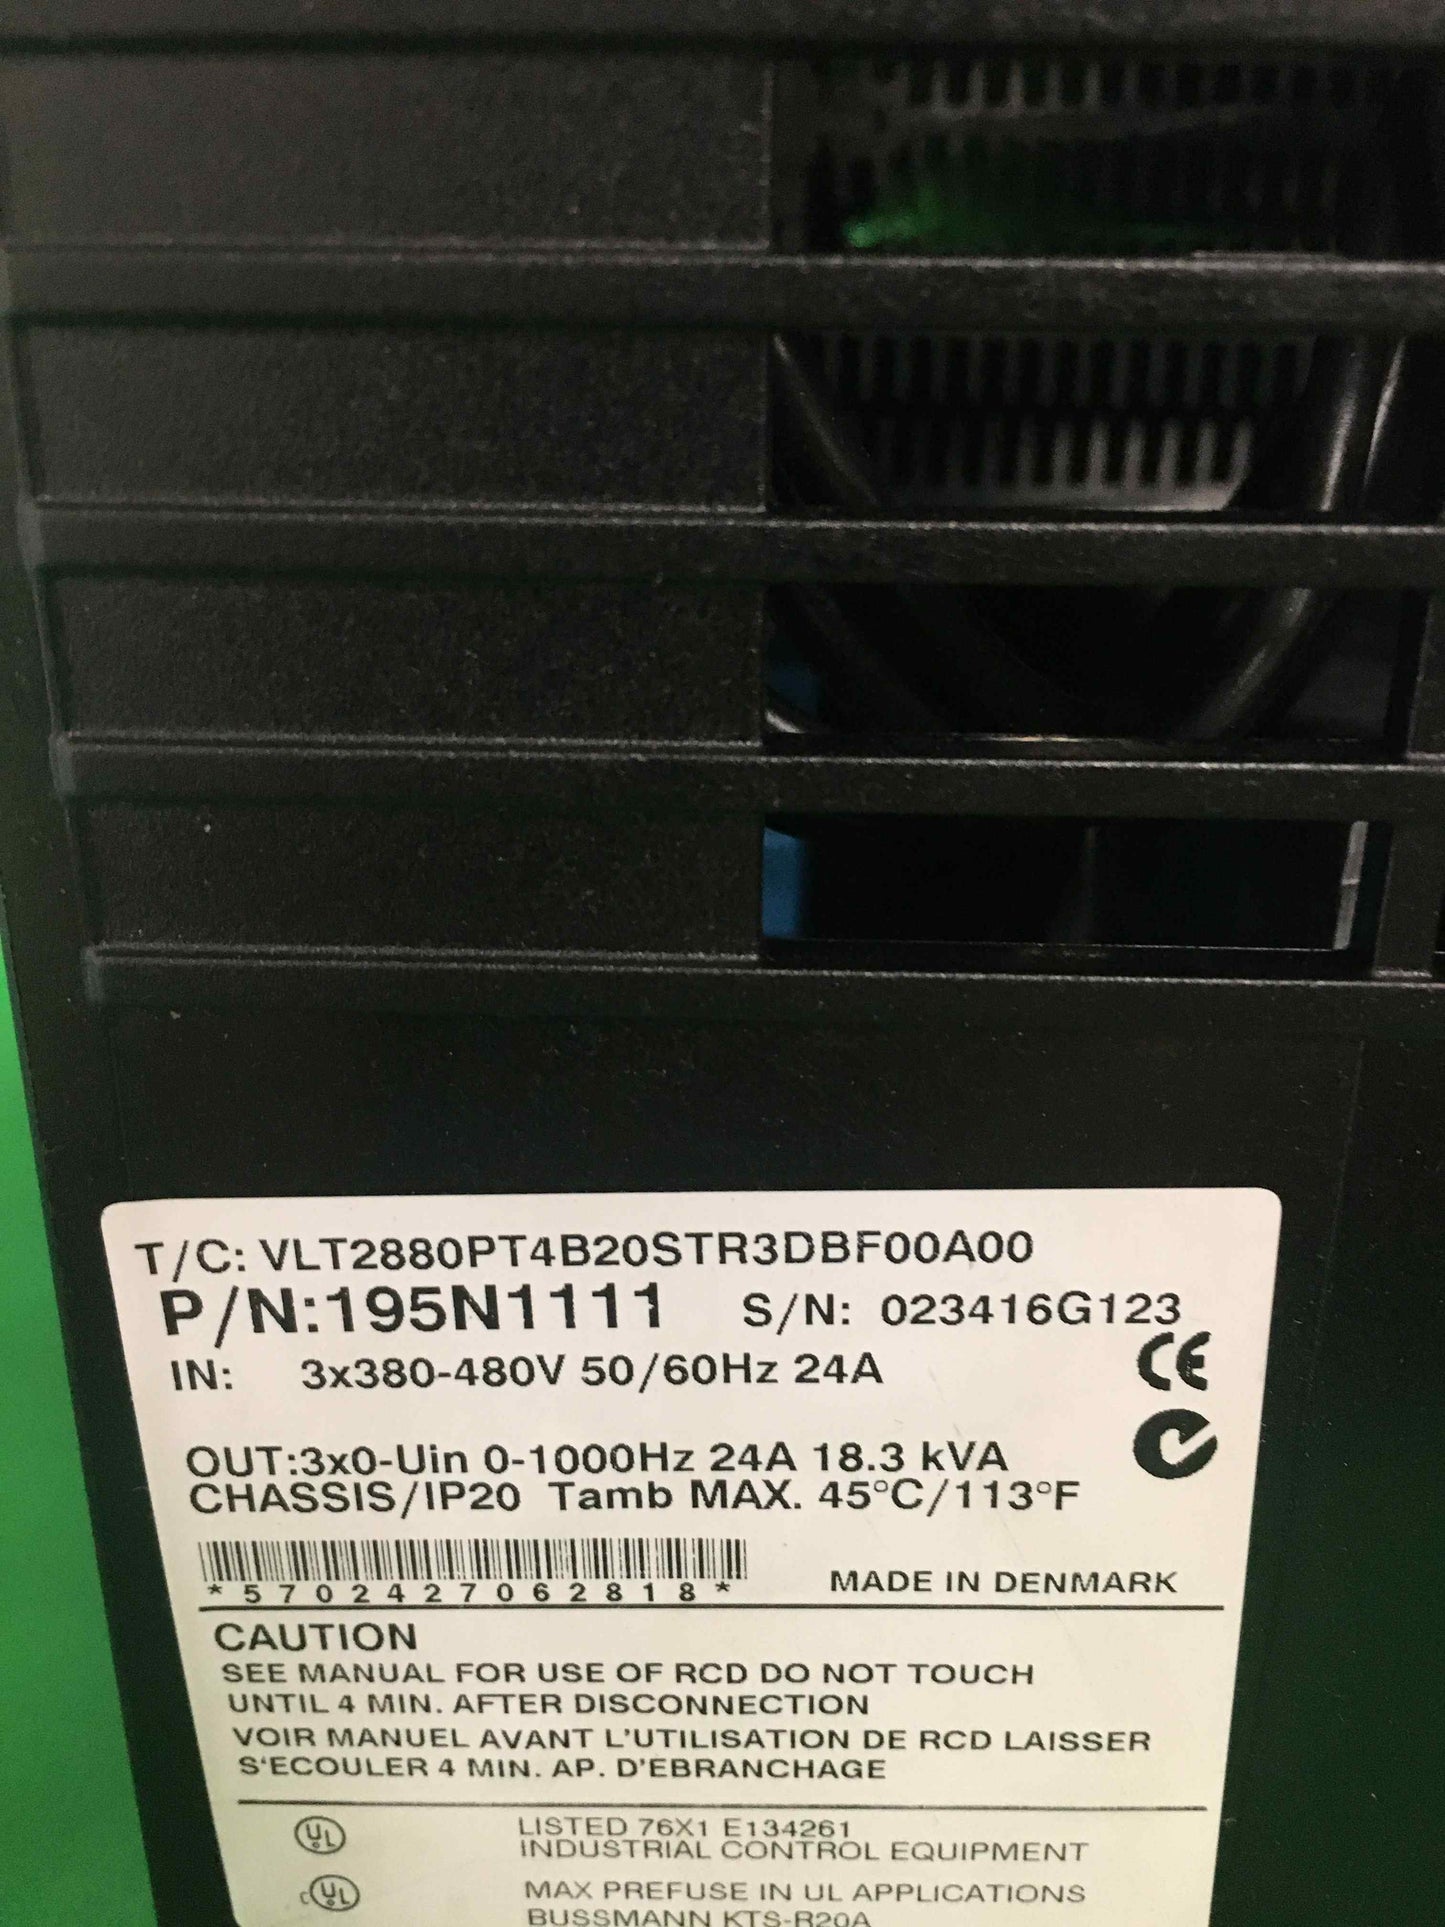 T/C: VLT2880PT4B20STR3DBF00A00
P/N:195N1111 S/N: 023416G123
IN: 3x380-480V 50/60Hz 24A
CE
OUT:3x0-Uin 0-1000Hz 24A 18.3 kVA
CHASSIS/IP20 Tamb MAX. 45°C/113°F
*5702427062818*
MADE IN DENMARK
CAUTION
SEE MANUAL FOR USE OF RCD DO NOT TOUCH
UNTIL 4 MIN. AFTER DISCONNECTION
VOIR MANUEL AVANT L'UTILISATION DE RCD LAISSER
S'ECOULER 4 MIN. AP. D'EBRANCHAGE
UL LISTED 76X1 E134261
INDUSTRIAL CONTROL EQUIPMENT
cUL MAX PREFUSE IN UL APPLICATIONS
BUSSMANN KTS-R20A